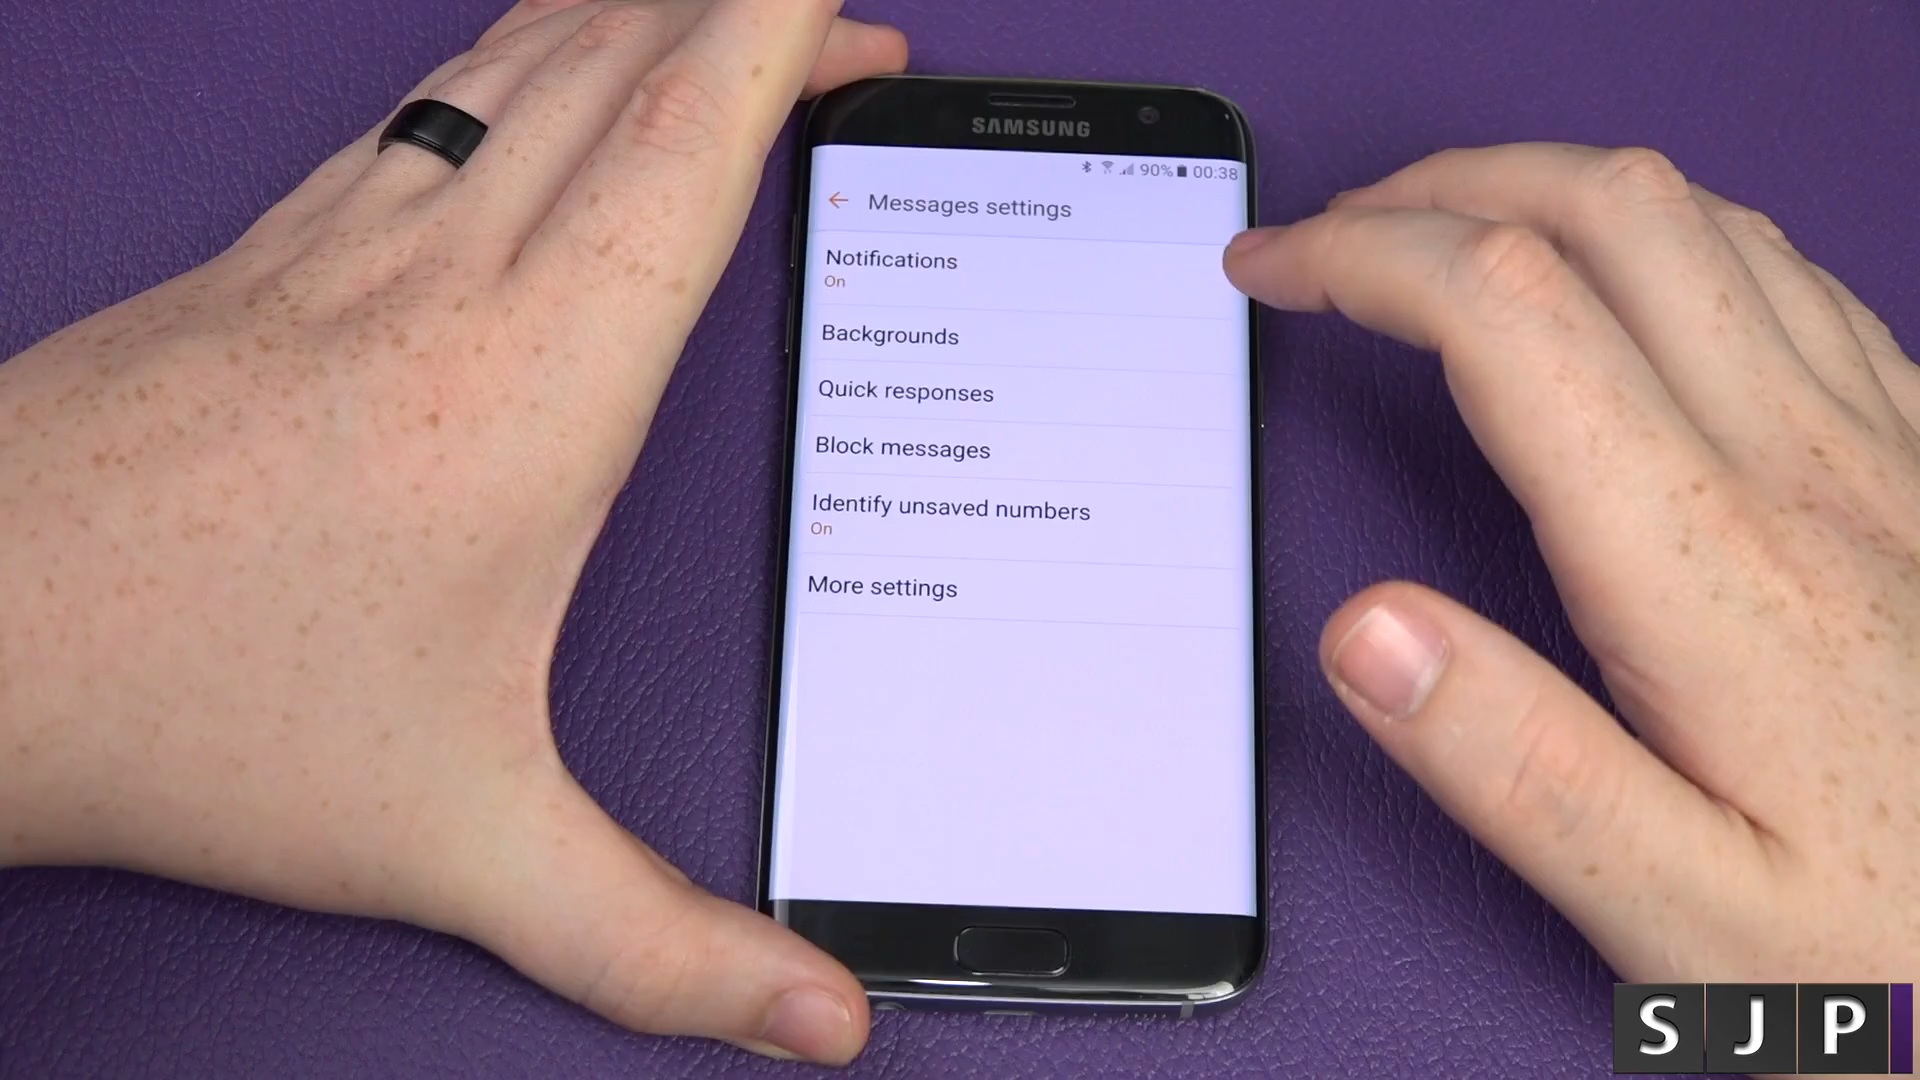 SAMSUNG
90% 00:38
Messages settings
Notifications
On
Backgrounds
Quick responses
Block messages
Identify unsaved numbers
On
More settings
SJP